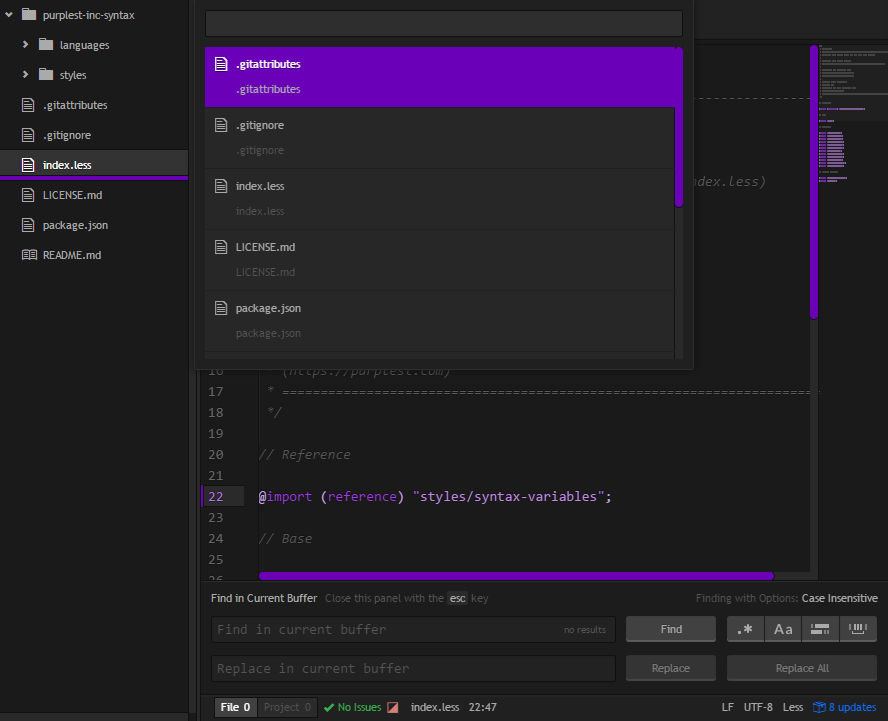 purplest-inc-syntax
languages
styles
.gitattributes
.gitignore
index.less
LICENSE.md
package.json
README.md
.gitattributes
.gitattributes
.gitignore
.gitignore
index.less
index.less
LICENSE.md
LICENSE.md
package.json
package.json
ndex.less)
16 (https://purplest.com)
17 * ======================================================================
18 */
19
20 // Reference
21
22 @import (reference) "styles/syntax-variables";
23
24 // Base
25
26
Find in Current Buffer Close this panel with the esc key Finding with Options: Case Insensitive
Find in current buffer no results Find .* Aa
Replace in current buffer Replace Replace All
File 0 Project 0 No Issues index.less 22:47 LF UTF-8 Less 8 updates